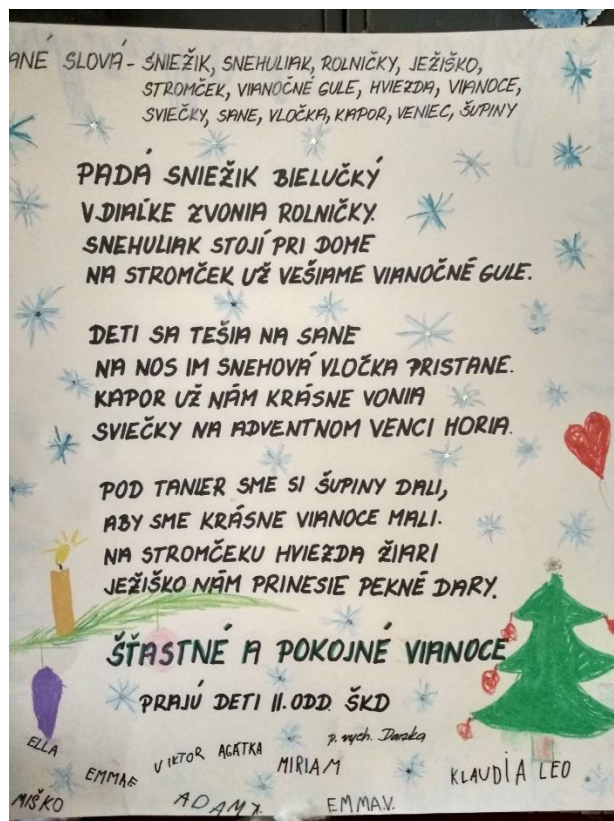 ANÉ SLOVÁ - SNIEŽIK, SNEHULIAK, ROLNIČKY, JEŽIŠKO,
STROMČEK, VIANOČNÉ GULE, HVIEZDA, VIANOCE,
SVIEČKY, SANE, VLOČKA, KAPOR, VENIEC, ŠUPINY
PADÁ SNIEŽIK BIELUČKÝ
V DIAĽKE ZVONIA ROLNIČKY.
SNEHULIAK STOJÍ PRI DOME
NA STROMČEK UŽ VEŠIAME VIANOČNÉ GULE.
DETI SA TEŠIA NA SANE
NA NOS IM SNEHOVÁ VLOČKA PRISTANE.
KAPOR UŽ NÁM KRÁSNE VONIA
SVIEČKY NA ADVENTNOM VENCI HORIA.
POD TANIER SME SI ŠUPINY DALI,
ABY SME KRÁSNE VIANOCE MALI.
NA STROMČEKU HVIEZDA ŽIARI
JEŽIŠKO NÁM PRINESIE PEKNÉ DARY.
ŠŤASTNÉ A POKOJNÉ VIANOCE
PRAJÚ DETI II. ODD. ŠKD
p. vych. Darska
ELLA EMMAE VIKTOR AGÁTKA MIRIAM KLAUDIA LEO
MIŠKO ADAM EMMA.V.